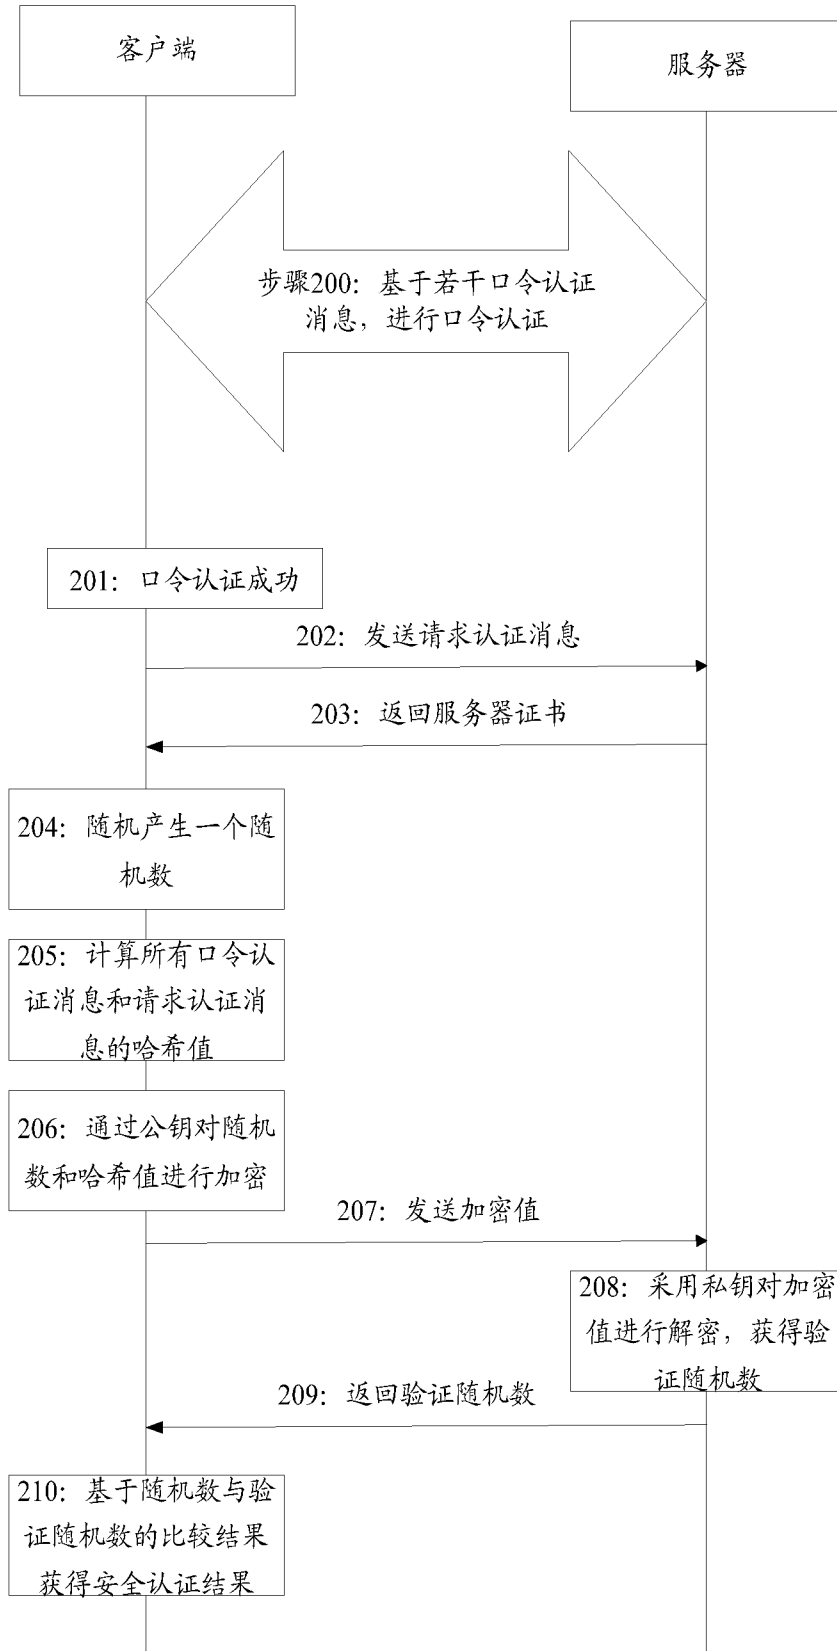 客户端
服务器
步骤200：基于若干口令认证
消息，进行口令认证
201：口令认证成功
202：发送请求认证消息
203：返回服务器证书
204：随机产生一个随
机数
205：计算所有口令认
证消息和请求认证消
息的哈希值
206：通过公钥对随机
数和哈希值进行加密
207：发送加密值
208：采用私钥对加密
值进行解密，获得验
证随机数
209：返回验证随机数
210：基于随机数与验
证随机数的比较结果
获得安全认证结果